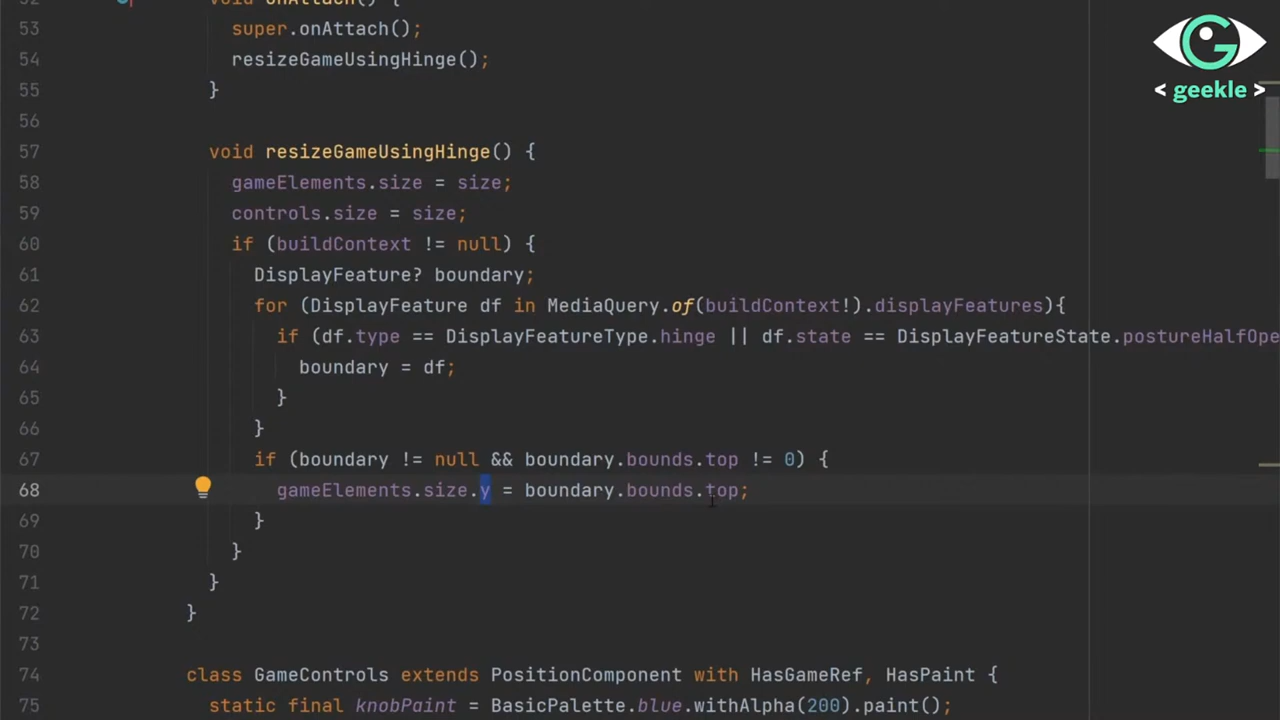 52 void onAttach() {
53 super.onAttach();
54 resizeGameUsingHinge();
55 }
56
57 void resizeGameUsingHinge() {
58 gameElements.size = size;
59 controls.size = size;
60 if (buildContext != null) {
61 DisplayFeature? boundary;
62 for (DisplayFeature df in MediaQuery.of(buildContext!).displayFeatures){
63 if (df.type == DisplayFeatureType.hinge || df.state == DisplayFeatureState.postureHalfOpe
64 boundary = df;
65 }
66 }
67 if (boundary != null && boundary.bounds.top != 0) {
68 gameElements.size.y = boundary.bounds.top;
69 }
70 }
71 }
72 }
73
74 class GameControls extends PositionComponent with HasGameRef, HasPaint {
75 static final knobPaint = BasicPalette.blue.withAlpha(200).paint();
G
< geekle >